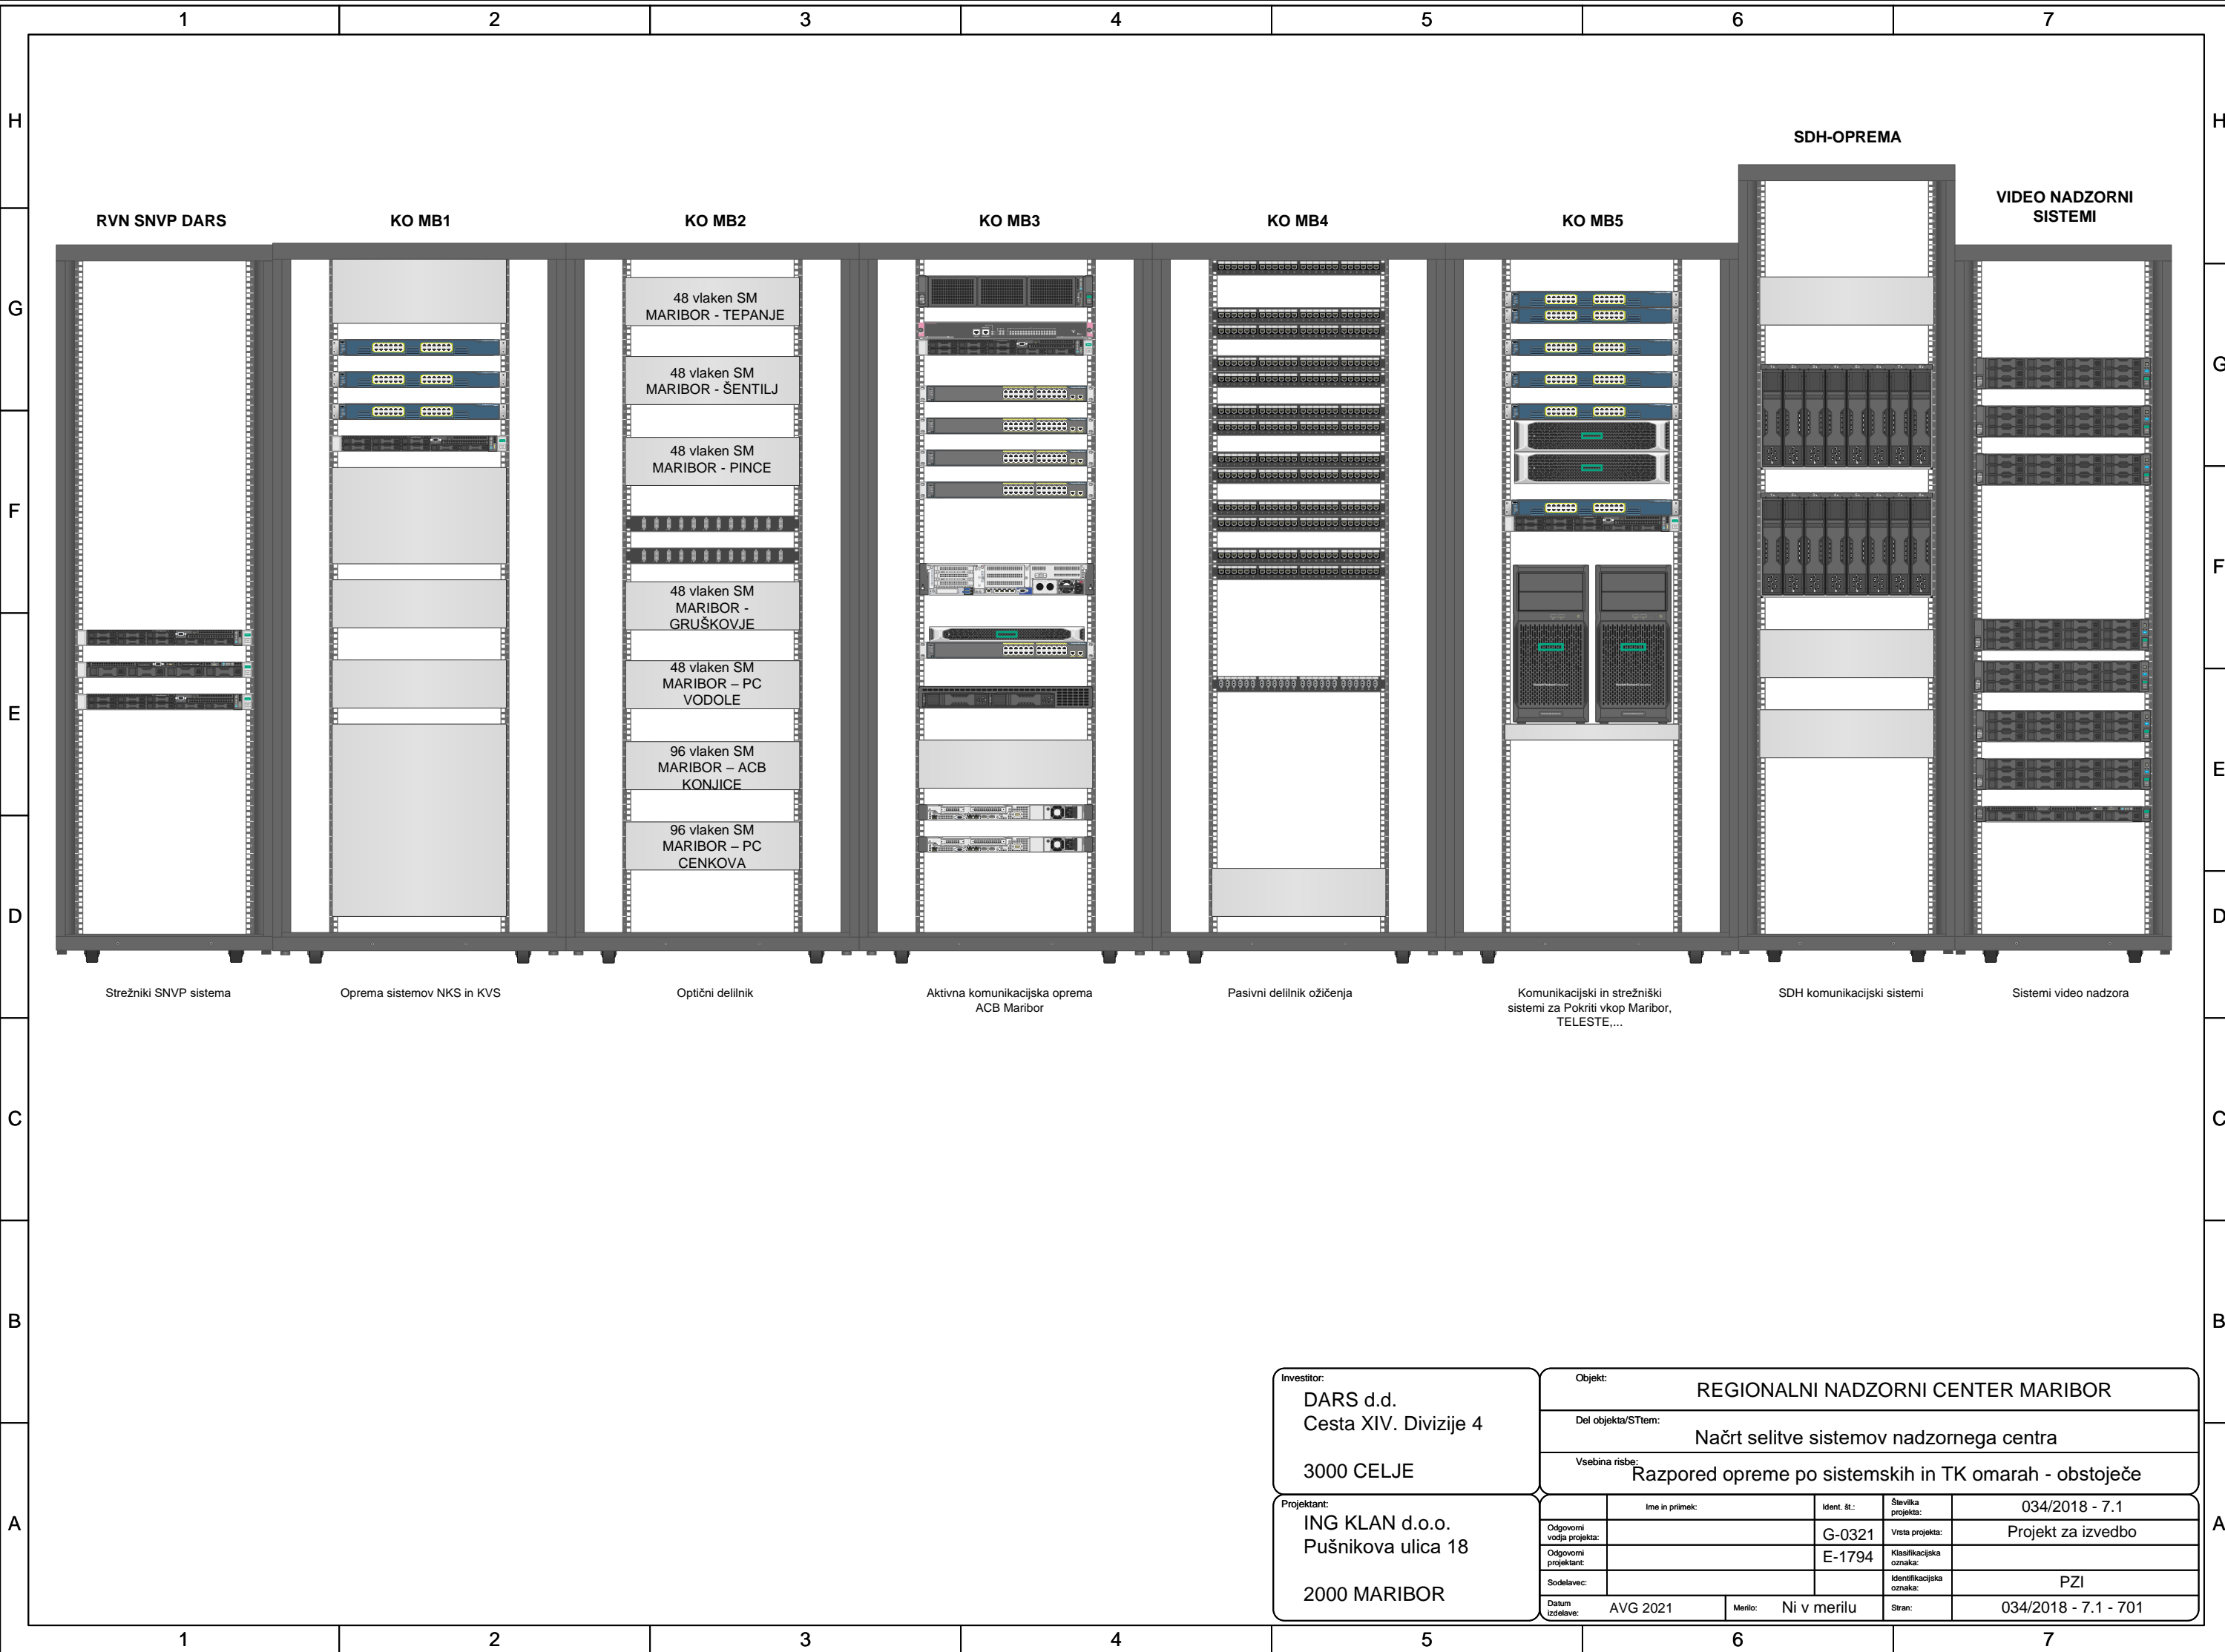 1 2 3 4 5 6 7
H H
SDH-OPREMA
VIDEO NADZORNI
SISTEMI
RVN SNVP DARS
KO MB1
KO MB2
KO MB3
KO MB4
KO MB5
G
G
F
F
E
E
D
D
48 vlaken SM
MARIBOR - TEPANJE
48 vlaken SM
MARIBOR - ŠENTILJ
48 vlaken SM
MARIBOR - PINCE
48 vlaken SM
MARIBOR -
GRUŠKOVJE
48 vlaken SM
MARIBOR – PC
VODOLE
96 vlaken SM
MARIBOR – ACB
KONJICE
96 vlaken SM
MARIBOR – PC
CENKOVA
Strežniki SNVP sistema
Oprema sistemov NKS in KVS
Optični delilnik
Aktivna komunikacijska oprema
ACB Maribor
Pasivni delilnik ožičenja
Komunikacijski in strežniški
sistemi za Pokriti vkop Maribor,
TELESTE,...
SDH komunikacijski sistemi
Sistemi video nadzora
C C
B B
A A
Investitor:
DARS d.d.
Cesta XIV. Divizije 4
3000 CELJE
Projektant:
ING KLAN d.o.o.
Pušnikova ulica 18
2000 MARIBOR
Objekt:
REGIONALNI NADZORNI CENTER MARIBOR
Del objekta/STtem:
Načrt selitve sistemov nadzornega centra
Vsebina risbe:
Razpored opreme po sistemskih in TK omarah - obstoječe
Ime in priimek:
Ident. št.:
Številka
projekta:
034/2018 - 7.1
Odgovorni
vodja projekta:
G-0321
Vrsta projekta:
Projekt za izvedbo
Odgovorni
projektant:
E-1794
Klasifikacijska
oznaka:
Sodelavec:
Identifikacijska
oznaka:
PZI
Datum
izdelave:
AVG 2021
Merilo:
Ni v merilu
Stran:
034/2018 - 7.1 - 701
1 2 3 4 5 6 7